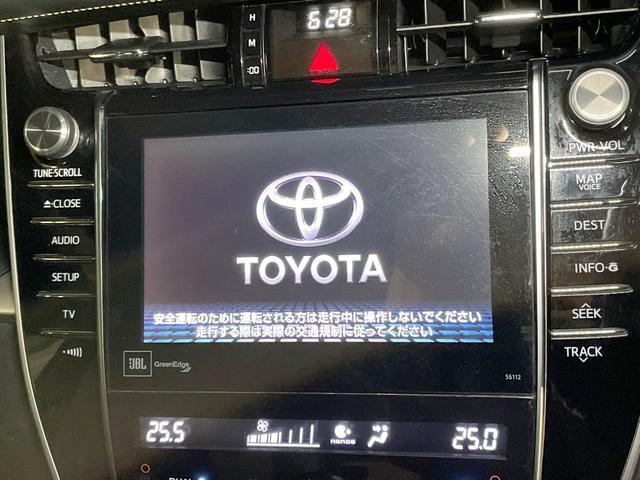 H
6:28
M
:00
TUNE·SCROLL
PWR·VOL
MAP
VOICE
▲CLOSE
DEST
AUDIO
INFO·G
SETUP
SEEK
TV
TRACK
TOYOTA
安全運転のために運転される方は走行中に操作しないでください
走行する際は実際の交通規制に従ってください
JBL
GreenEdge
56112
25.5
nanoe
25.0
DUAL